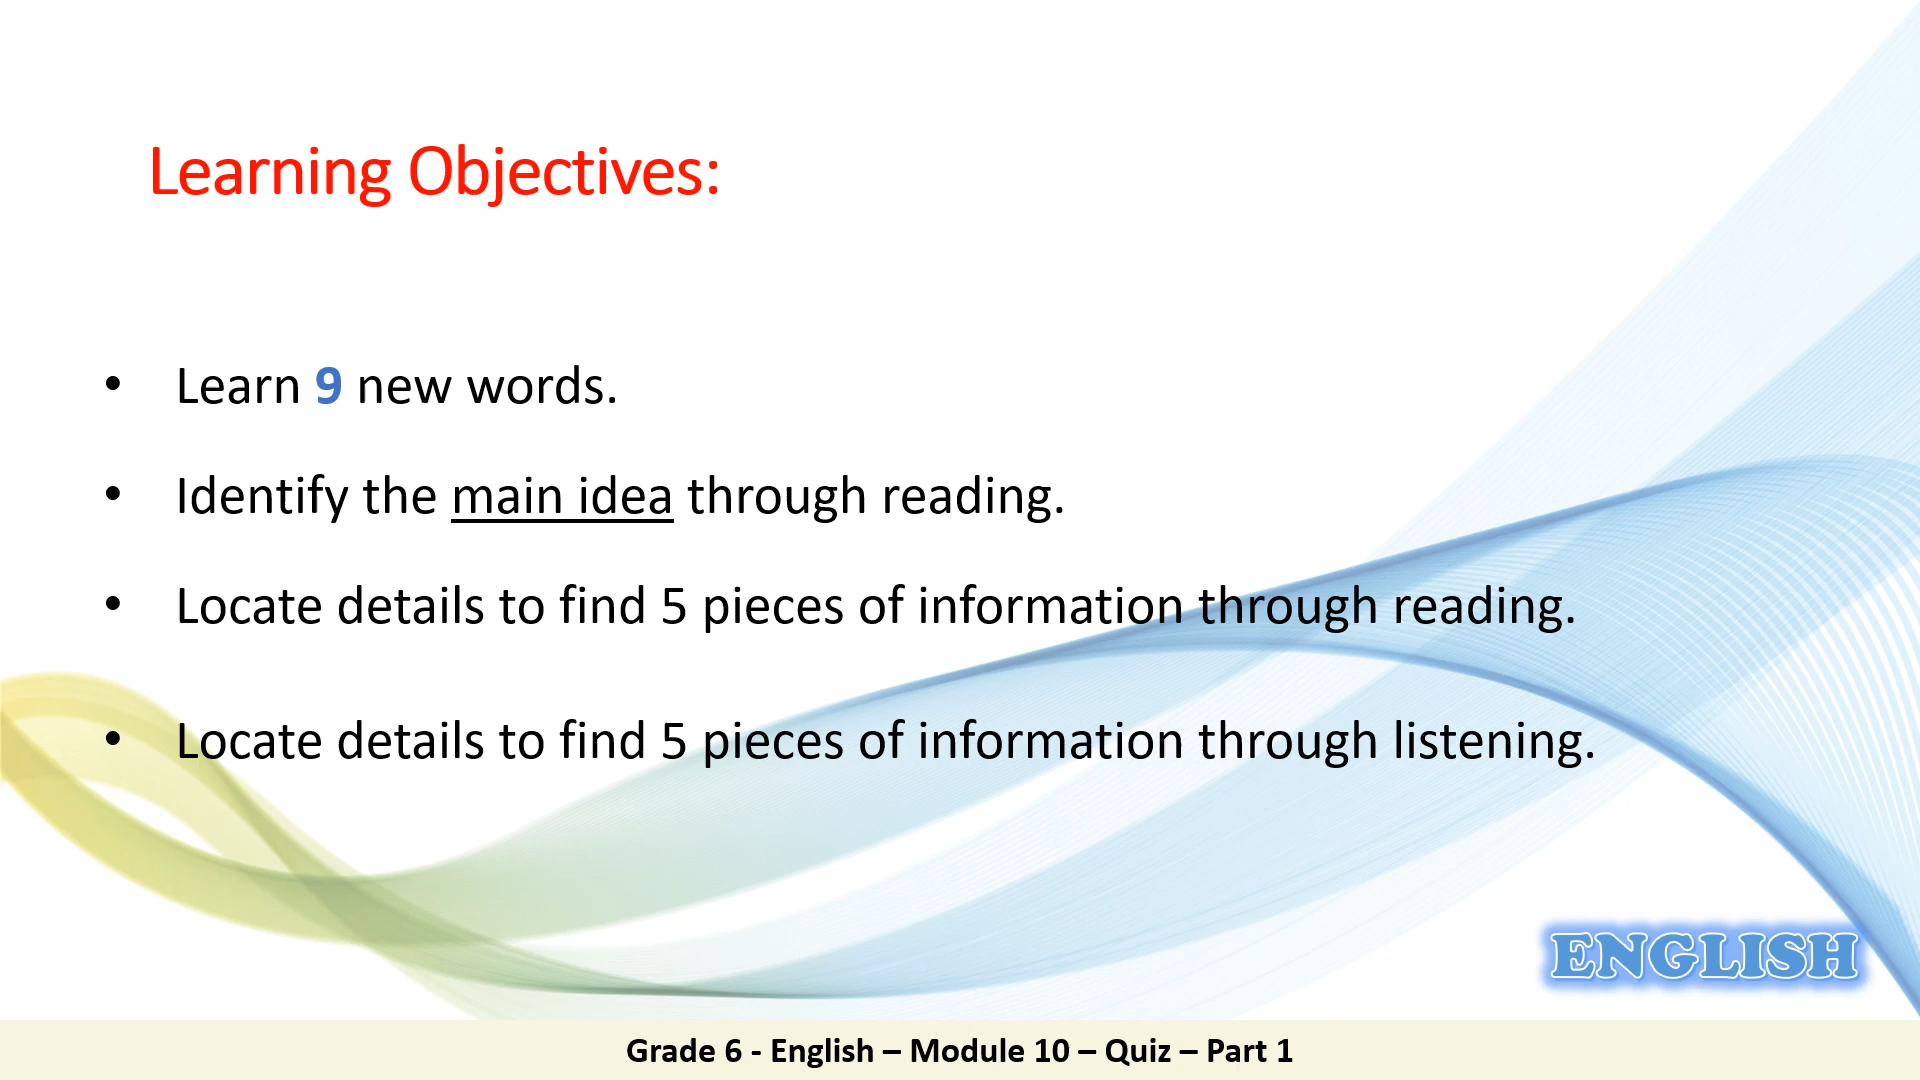 Learning Objectives:
• Learn 9 new words.
• Identify the main idea through reading.
• Locate details to find 5 pieces of information through reading.
• Locate details to find 5 pieces of information through listening.
ENGLISH
Grade 6 - English – Module 10 – Quiz – Part 1